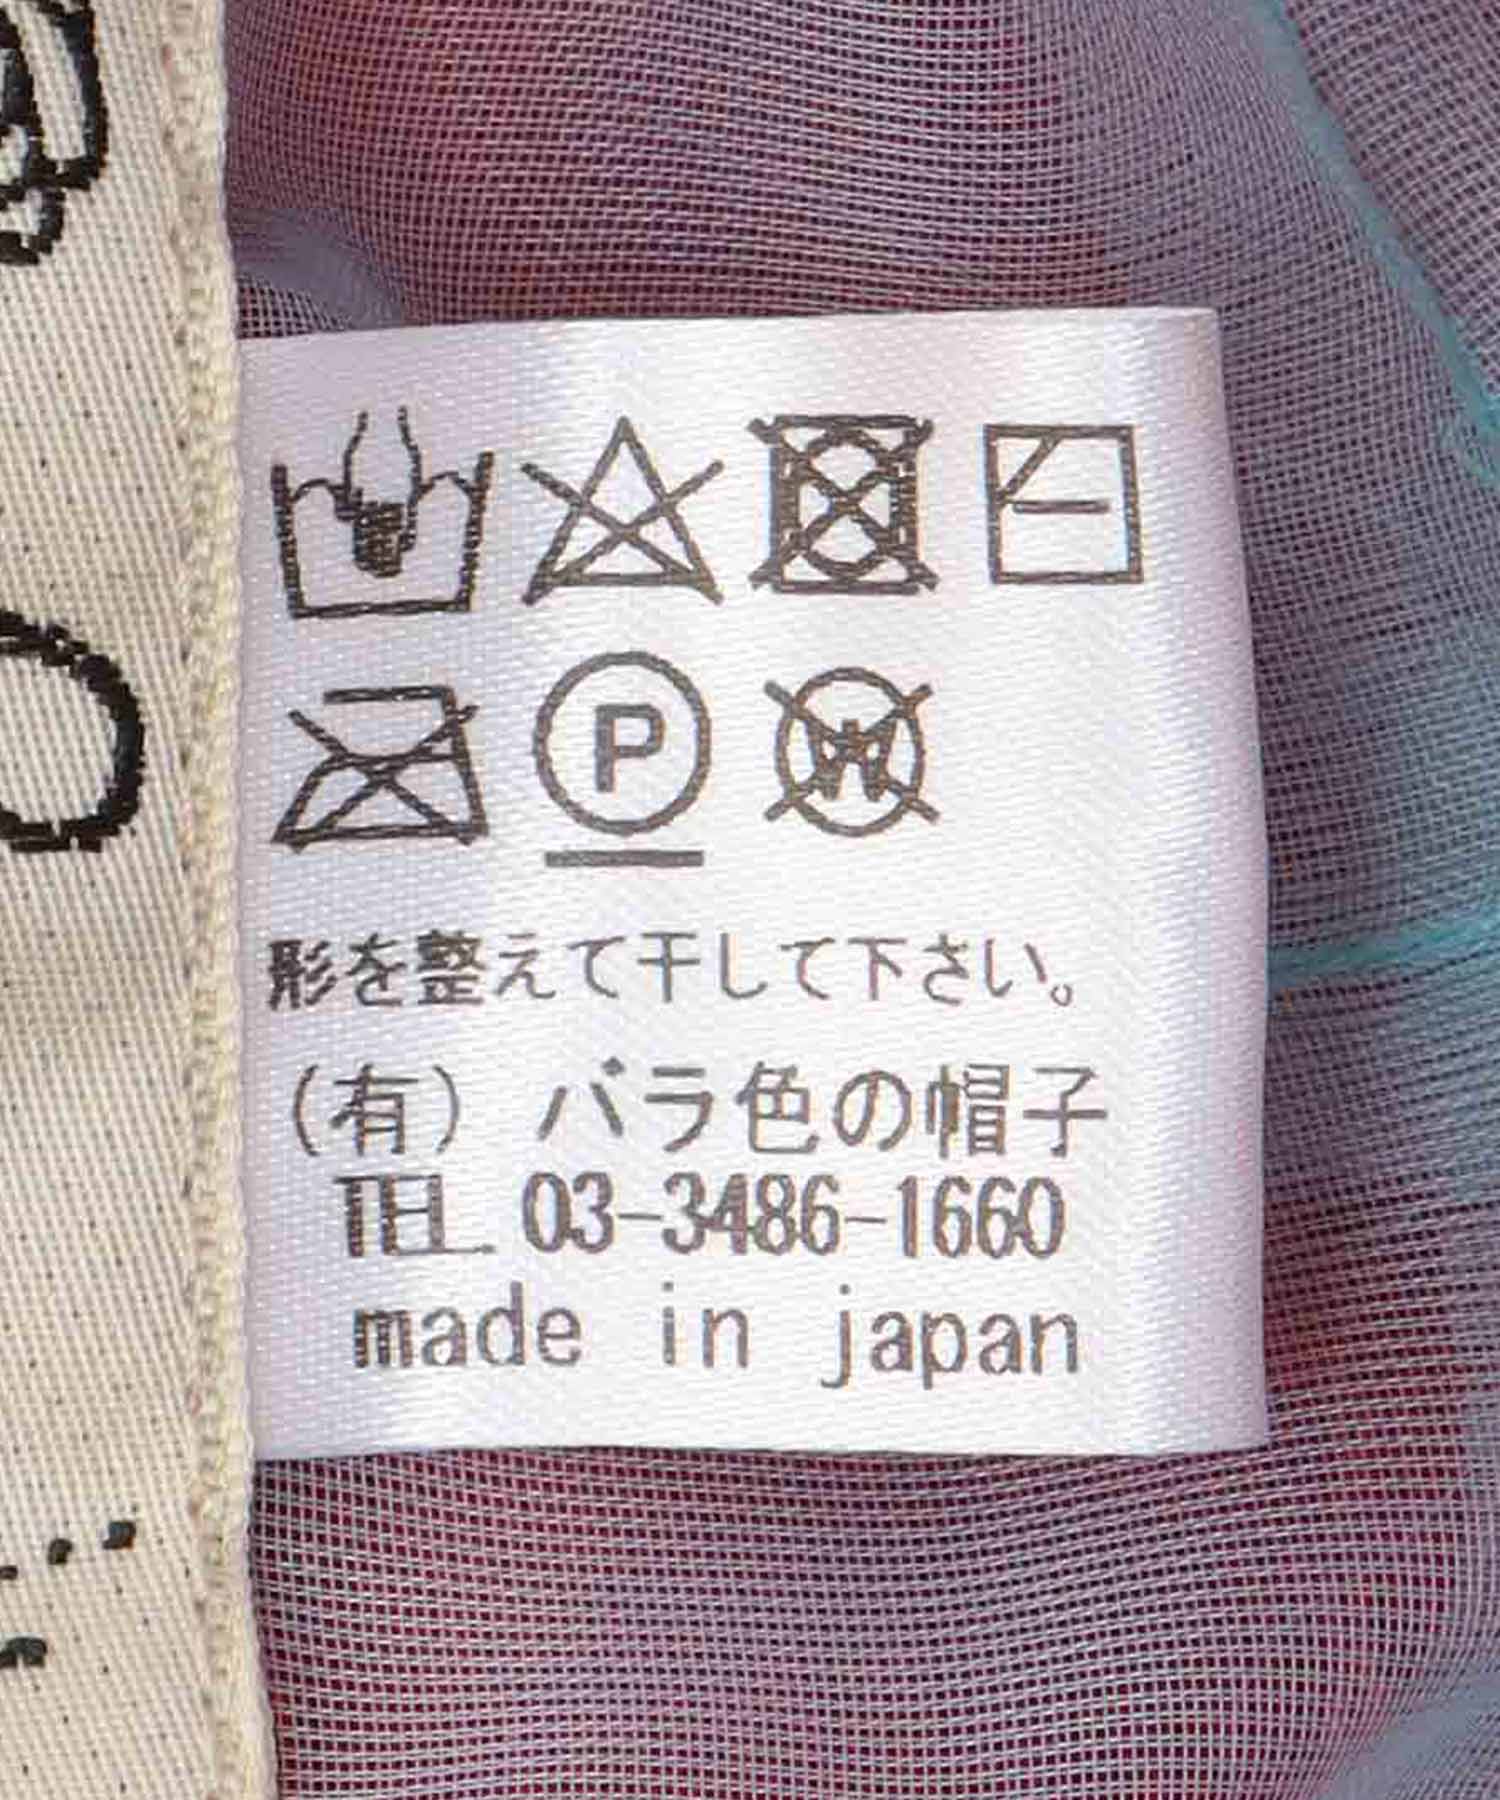 P
W
形を整えて干して下さい。
(有) バラ色の帽子
TEL. 03-3486-1660
made in japan